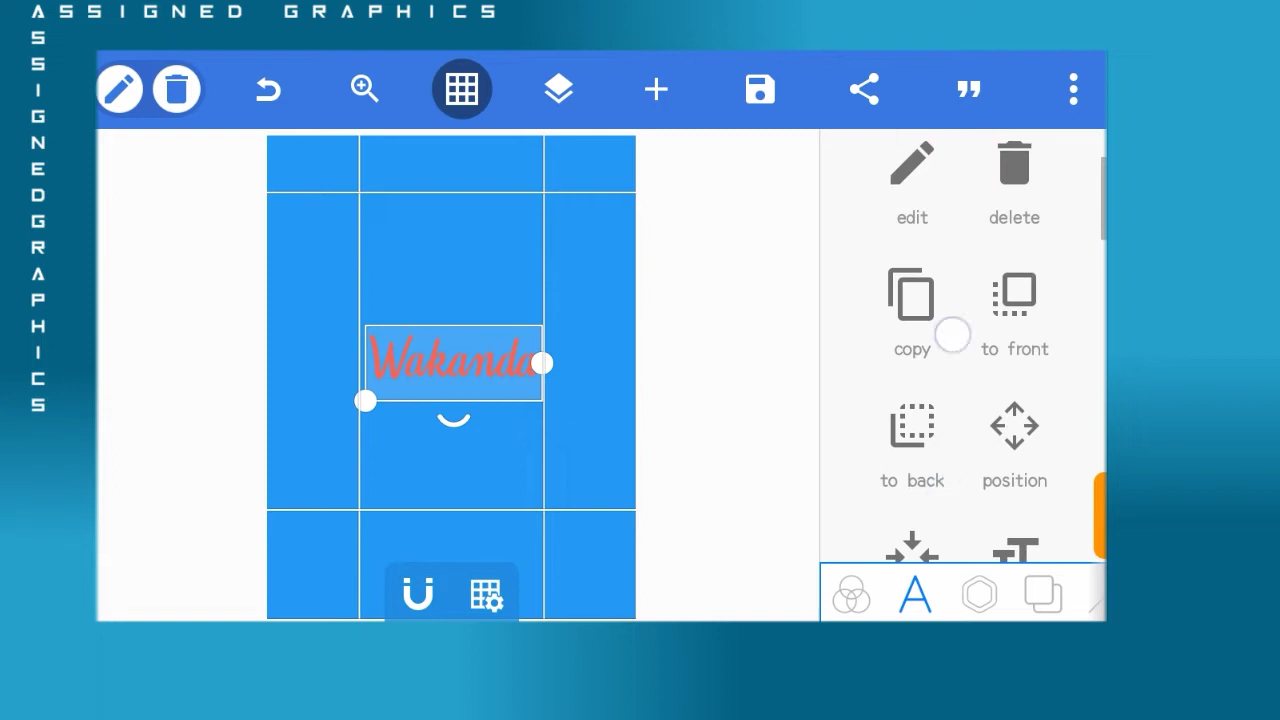 ASSIGNED GRAPHICS
ASSIGNEDGRAPHICS
edit
delete
copy
to front
Wakanda
to back
position